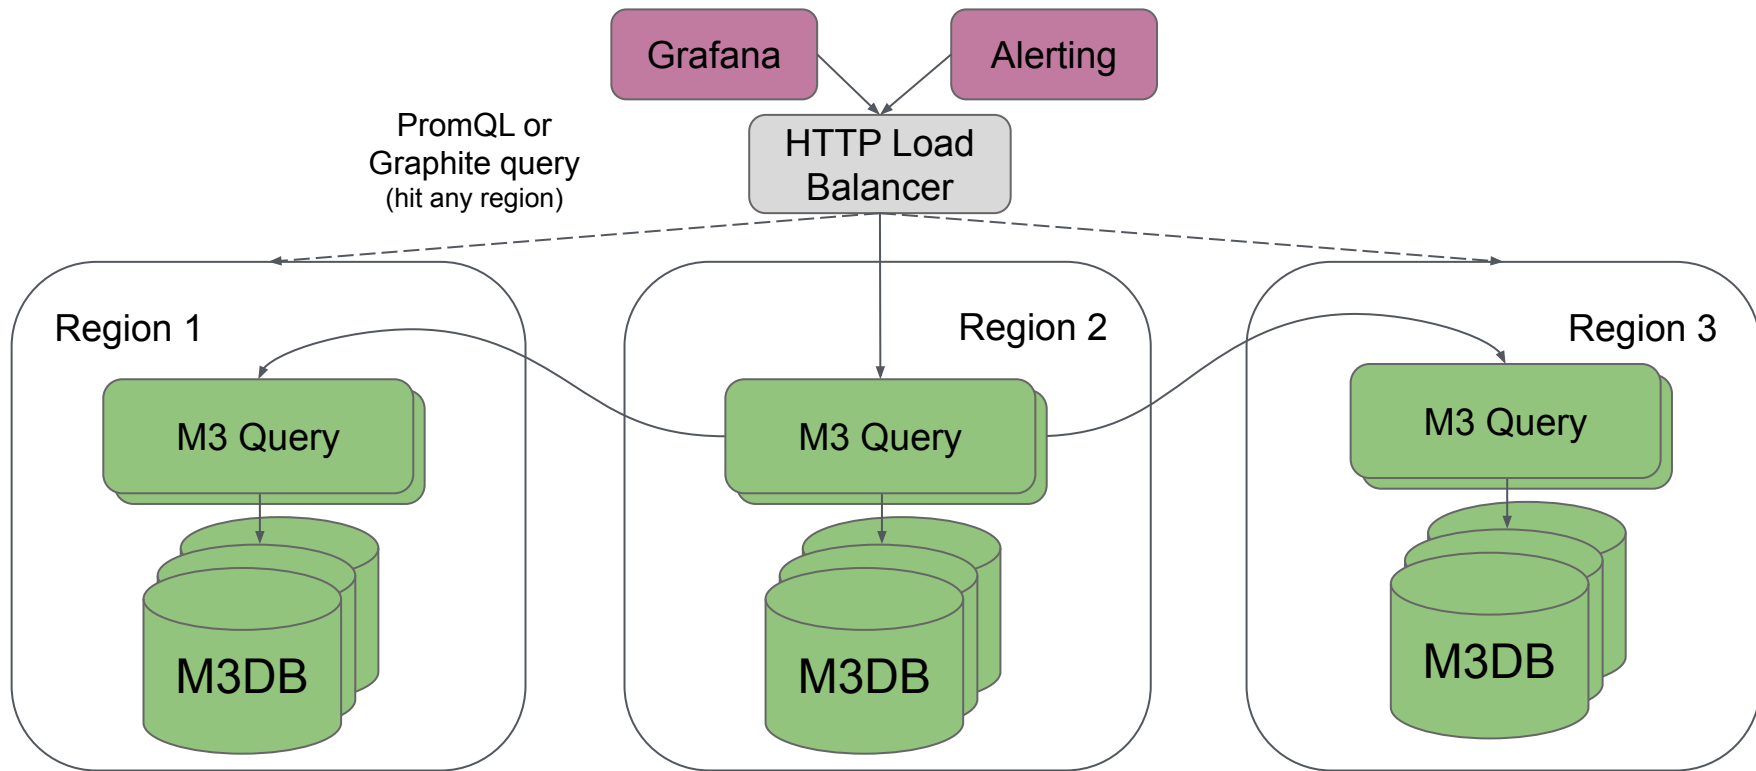 Grafana
Alerting
PromQL or
Graphite query
(hit any region)
HTTP Load
Balancer
Region 1
Region 2
Region 3
M3 Query
M3 Query
M3 Query
M3DB
M3DB
M3DB